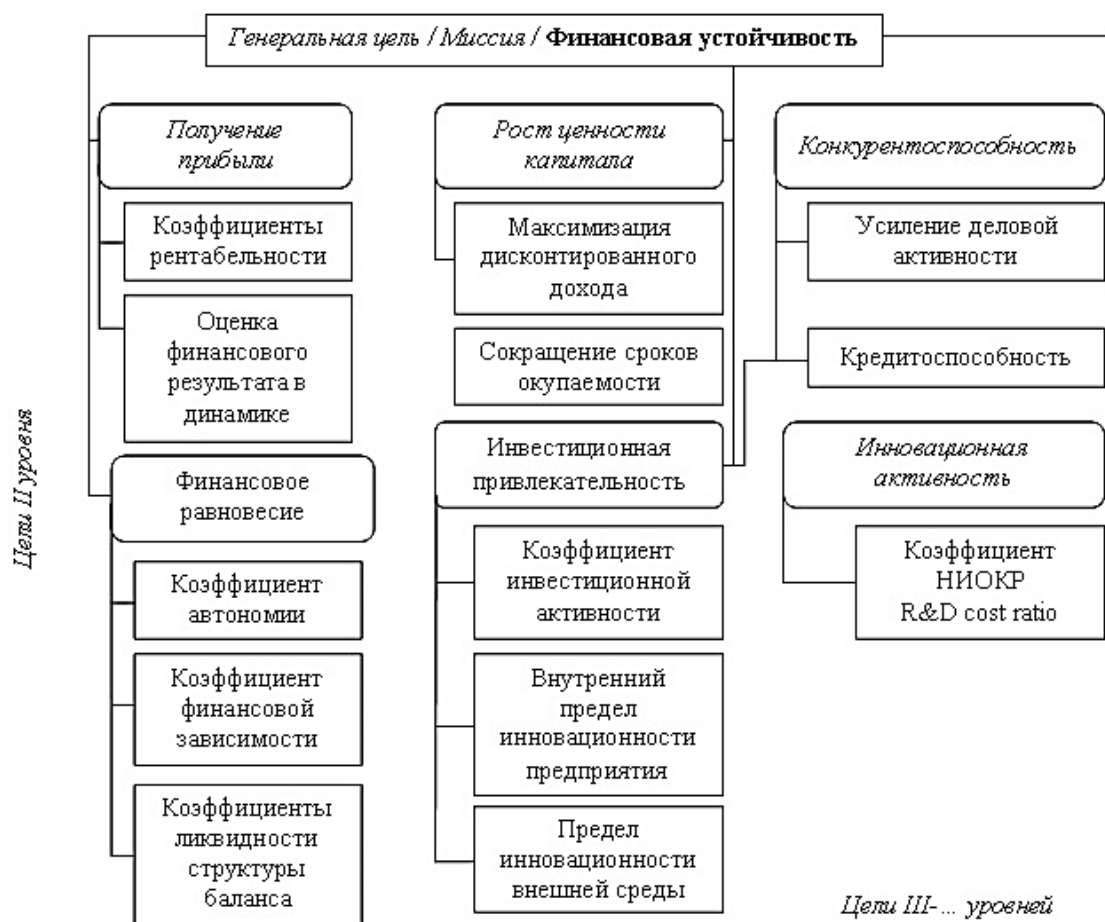 Генеральная цель / Миссия / Финансовая устойчивость
Получение
прибыли
Коэффициенты
рентабельности
Оценка
финансового
результата в
динамике
Финансовое
равновесие
Коэффициент
автономии
Коэффициент
финансовой
зависимости
Коэффициенты
ликвидности
структуры
баланса
Рост ценности
капитала
Максимизация
дисконтированного
дохода
Сокращение сроков
окупаемости
Инвестиционная
привлекательность
Коэффициент
инвестиционной
активности
Внутренний
предел
инновационности
предприятия
Предел
инновационности
внешней среды
Конкурентоспособность
Усиление деловой
активности
Кредитоспособность
Инновационная
активность
Коэффициент
НИОКР
R&D cost ratio
Цели II уровня
Цели III-... уровней